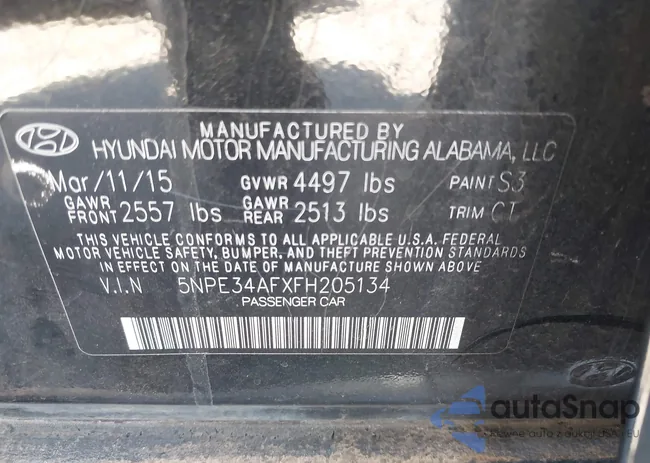 MANUFACTURED BY
HYUNDAI MOTOR MANUFACTURING ALABAMA, LLC
Mar/11/15 GVWR 4497 lbs PAINT S3
GAWR FRONT 2557 lbs GAWR REAR 2513 lbs TRIM CT
THIS VEHICLE CONFORMS TO ALL APPLICABLE U.S.A. FEDERAL
MOTOR VEHICLE SAFETY, BUMPER, AND THEFT PREVENTION STANDARDS
IN EFFECT ON THE DATE OF MANUFACTURE SHOWN ABOVE
V.I.N 5NPE34AFXFH205134
PASSENGER CAR
autoSnap